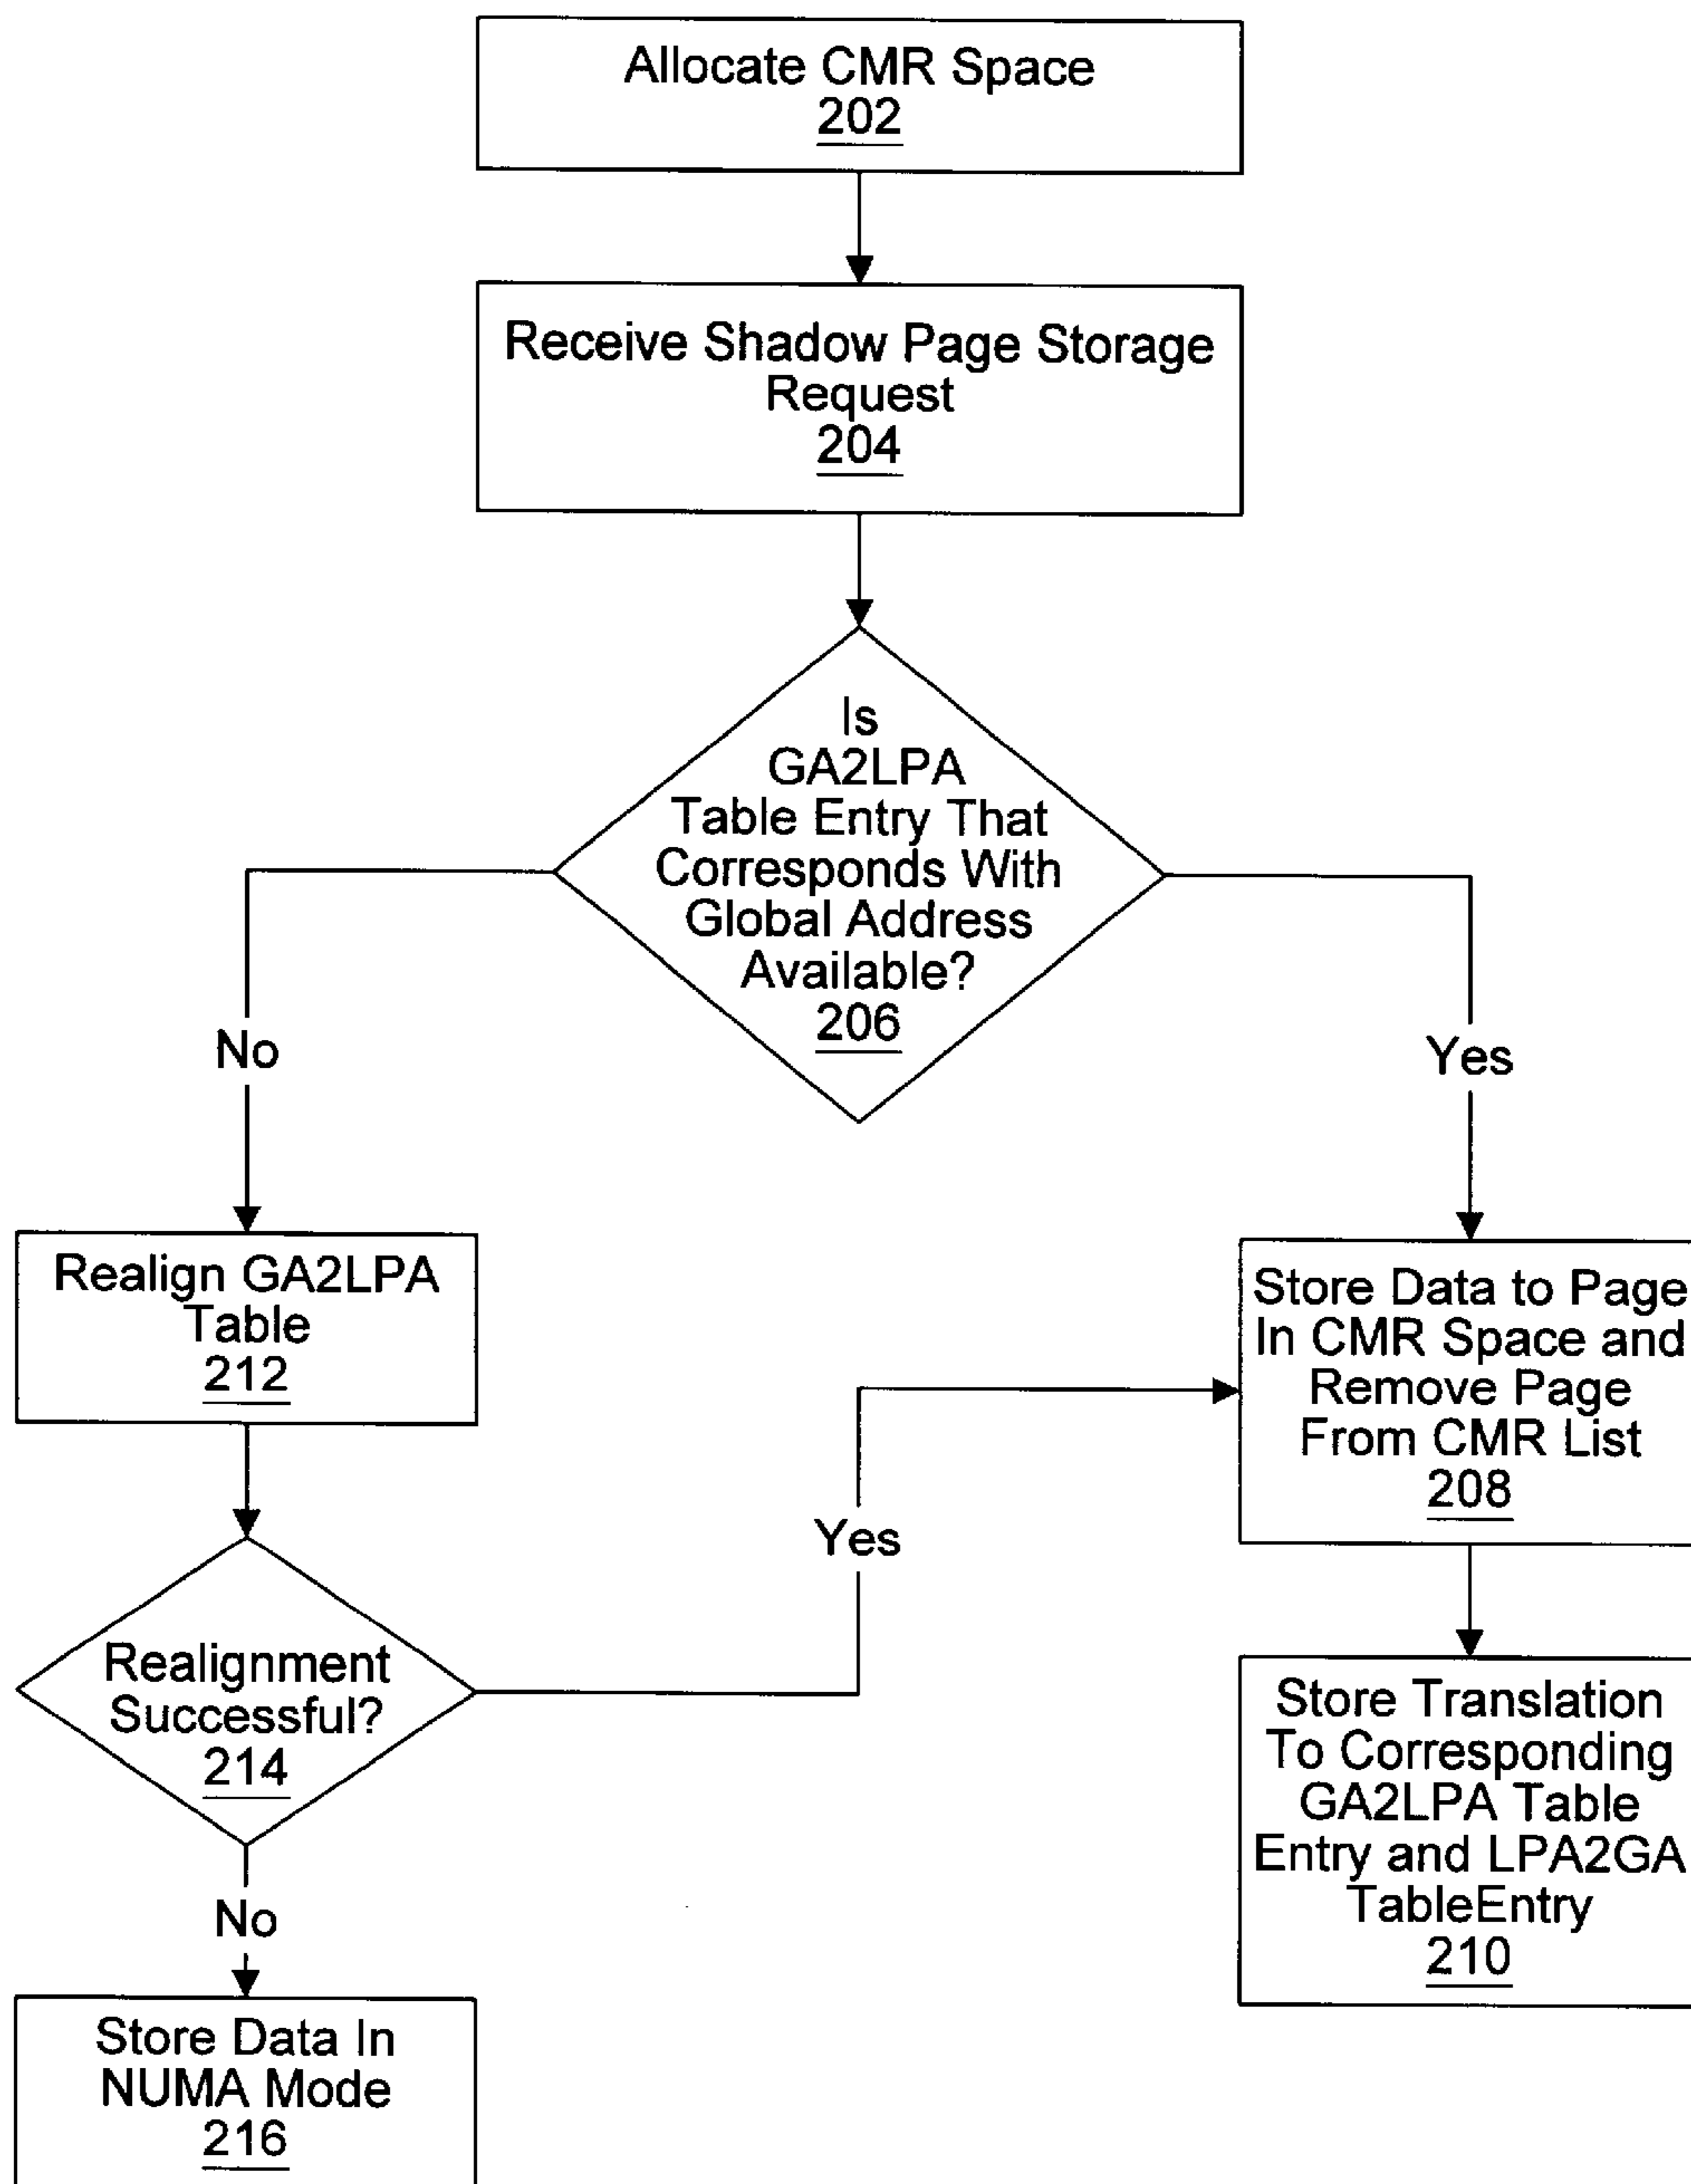 Allocate CMR Space
202
Receive Shadow Page Storage
Request
204
Is
GA2LPA
Table Entry That
Corresponds With
Global Address
Available?
206
No
Yes
Realign GA2LPA
Table
212
Store Data to Page
In CMR Space and
Remove Page
From CMR List
208
Yes
Realignment
Successful?
214
Store Translation
To Corresponding
GA2LPA Table
Entry and LPA2GA
TableEntry
210
No
Store Data In
NUMA Mode
216